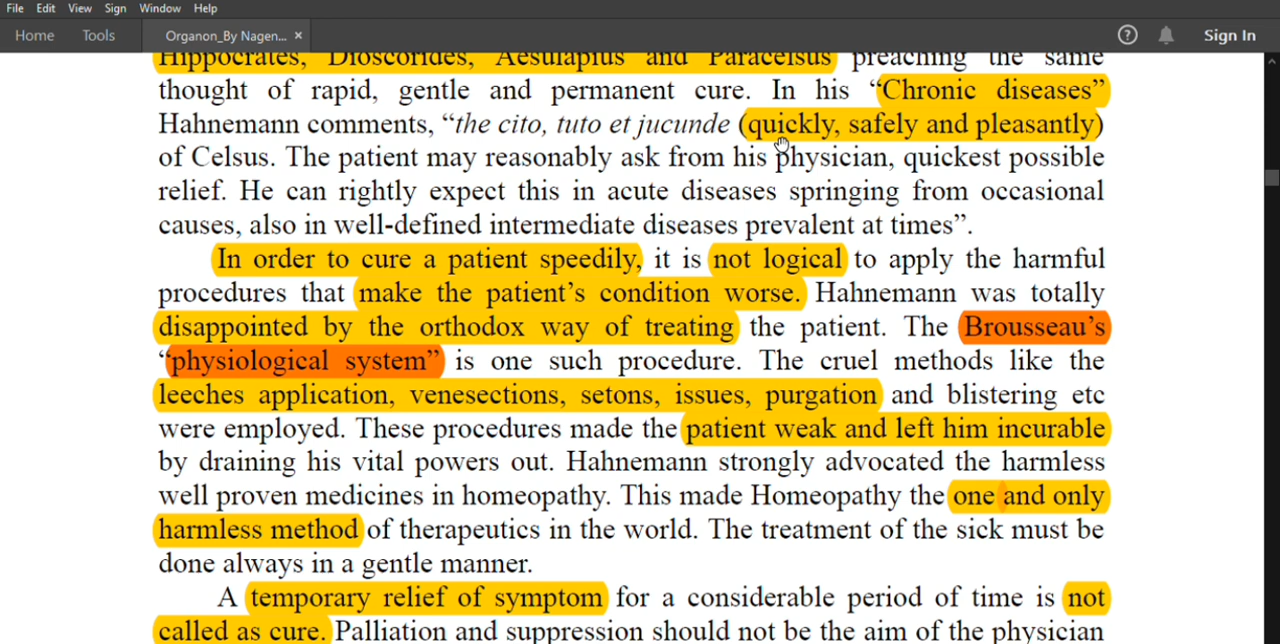 File Edit View Sign Window Help
Home Tools Organon_By Nagen... × ? Sign In
Hippocrates, Dioscorides, Aesulapius and Paracelsus preaching the same
thought of rapid, gentle and permanent cure. In his “Chronic diseases”
Hahnemann comments, “the cito, tuto et jucunde (quickly, safely and pleasantly)
of Celsus. The patient may reasonably ask from his physician, quickest possible
relief. He can rightly expect this in acute diseases springing from occasional
causes, also in well-defined intermediate diseases prevalent at times”.
In order to cure a patient speedily, it is not logical to apply the harmful
procedures that make the patient’s condition worse. Hahnemann was totally
disappointed by the orthodox way of treating the patient. The Brousseau’s
“physiological system” is one such procedure. The cruel methods like the
leeches application, venesections, setons, issues, purgation and blistering etc
were employed. These procedures made the patient weak and left him incurable
by draining his vital powers out. Hahnemann strongly advocated the harmless
well proven medicines in homeopathy. This made Homeopathy the one and only
harmless method of therapeutics in the world. The treatment of the sick must be
done always in a gentle manner.
A temporary relief of symptom for a considerable period of time is not
called as cure. Palliation and suppression should not be the aim of the physician